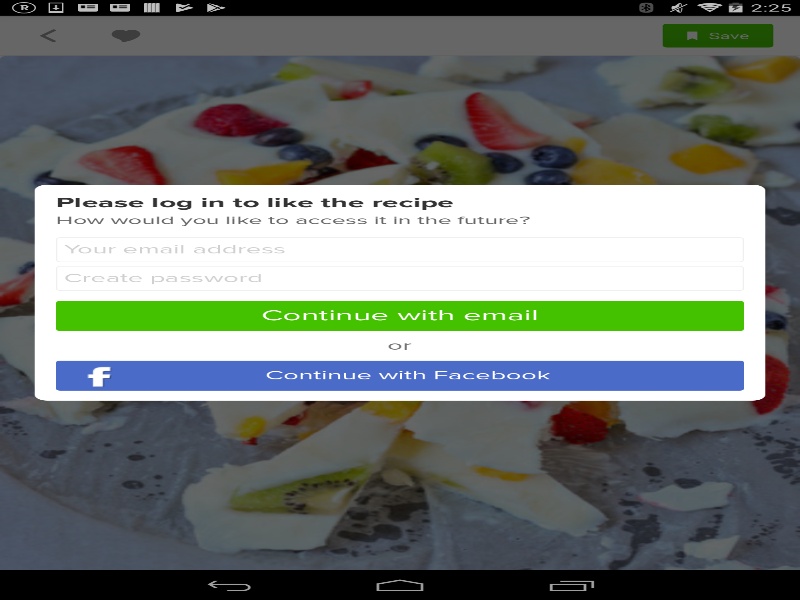 R
2:25
Save
Please log in to like the recipe
How would you like to access it in the future?
Your email address
Create password
Continue with email
or
f Continue with Facebook